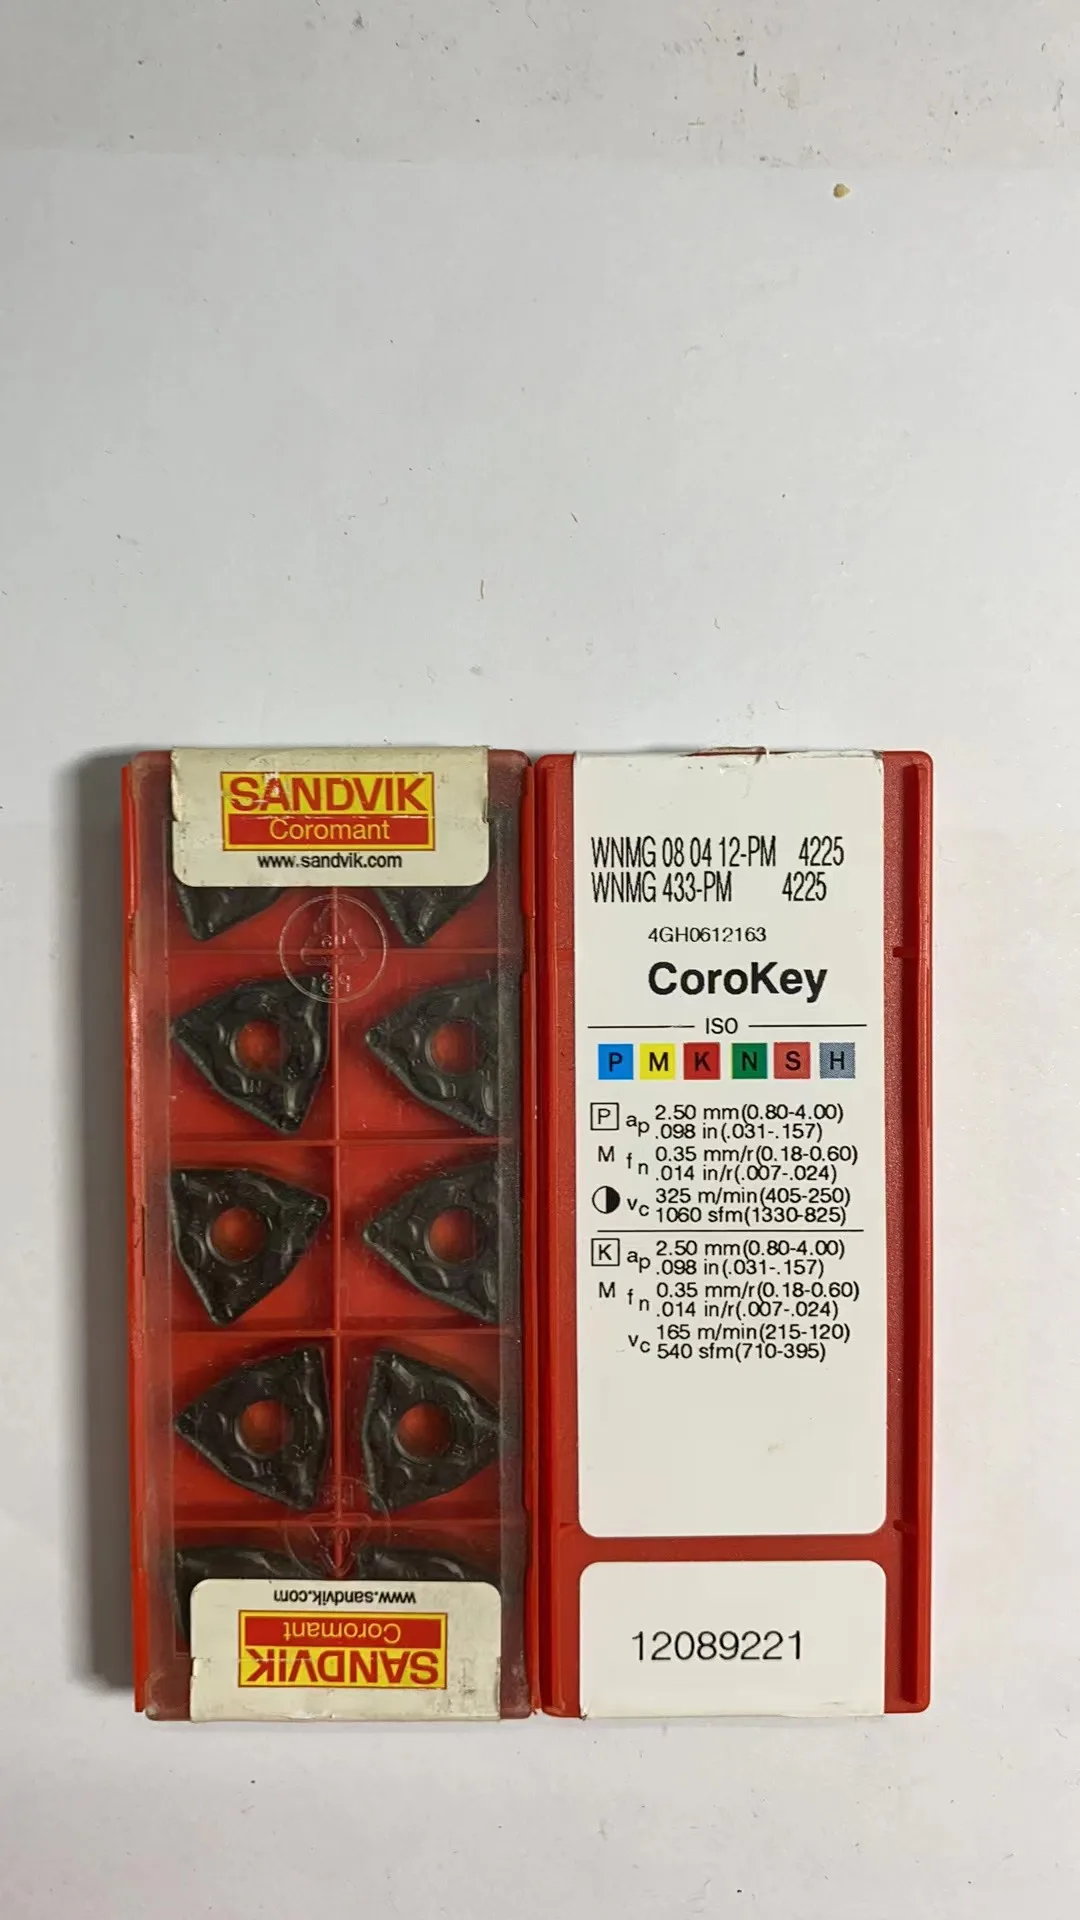 SANDVIK
Coromant
www.sandvik.com
www.sandvik.com
Coromant
SANDVIK
WNMG 08 04 12-PM 4225
WNMG 433-PM 4225
4GH0612163
CoroKey
ISO
P M K N S H
P ap 2.50 mm(0.80-4.00)
.098 in(.031-.157)
M fn 0.35 mm/r(0.18-0.60)
.014 in/r(.007-.024)
vc 325 m/min(405-250)
1060 sfm(1330-825)
K ap 2.50 mm(0.80-4.00)
.098 in(.031-.157)
M fn 0.35 mm/r(0.18-0.60)
.014 in/r(.007-.024)
vc 165 m/min(215-120)
540 sfm(710-395)
12089221